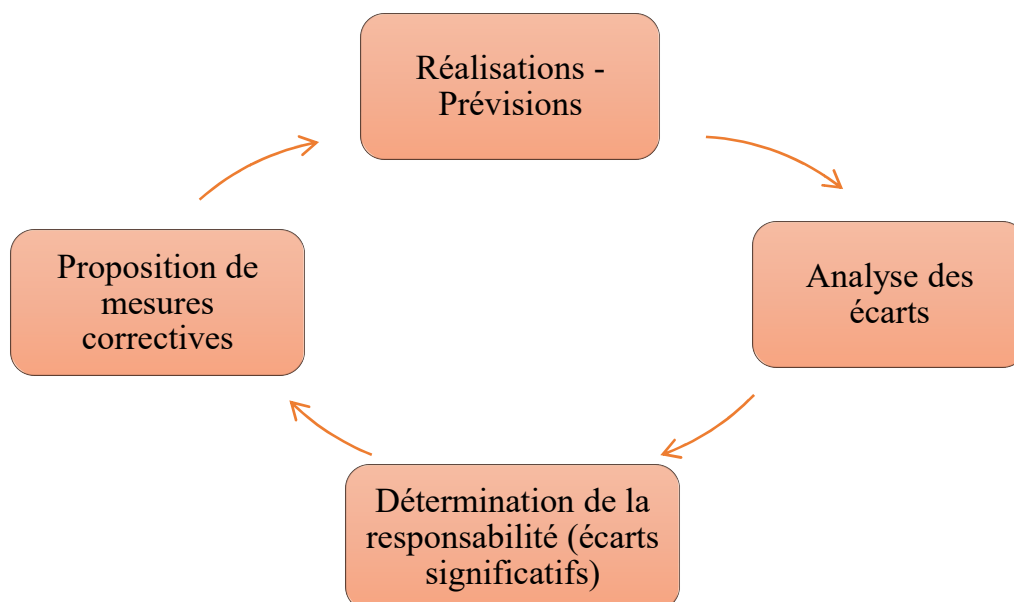 Réalisations -
Prévisions
Analyse des
écarts
Détermination de la
responsabilité (écarts
significatifs)
Proposition de
mesures
correctives